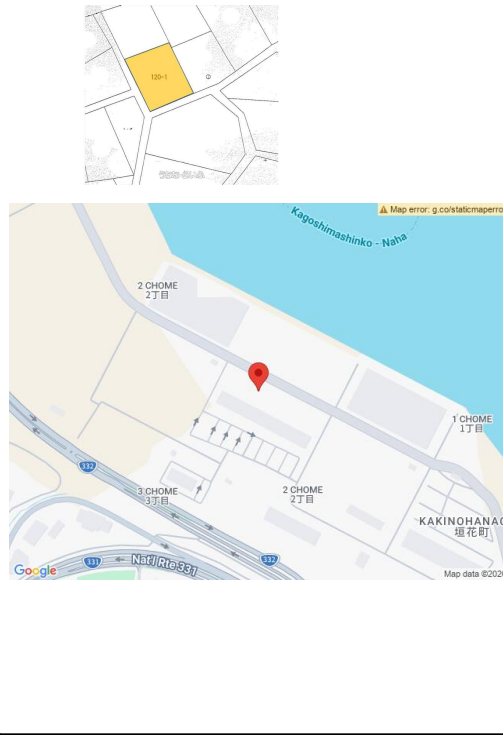 120-1
Kagoshimashinko - Naha
Map error: g.co/staticmaperro
2 CHOME
2丁目
1 CHOME
1丁目
332
3 CHOME
3丁目
2 CHOME
2丁目
KAKINOHANAC
垣花町
331
Nat'l Rte 331
332
Google
Map data ©2020